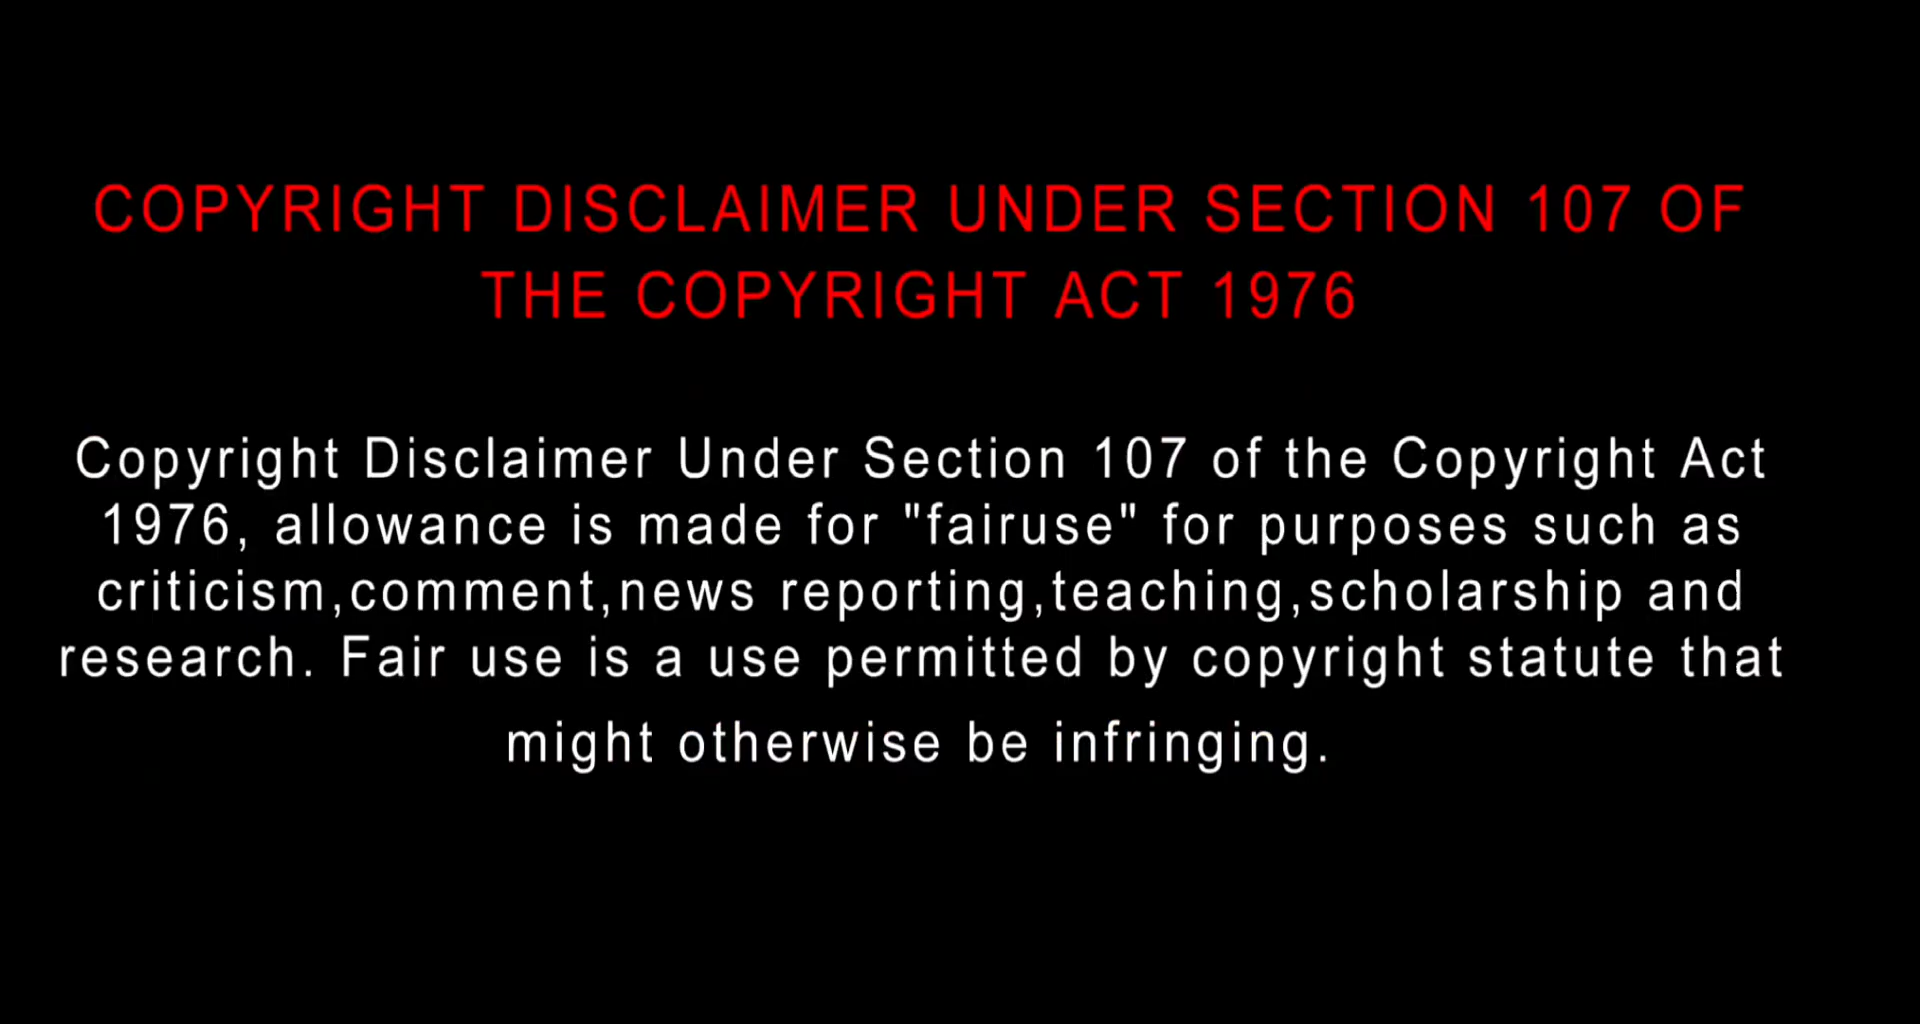 COPYRIGHT DISCLAIMER UNDER SECTION 107 OF
THE COPYRIGHT ACT 1976
Copyright Disclaimer Under Section 107 of the Copyright Act
1976, allowance is made for "fairuse" for purposes such as
criticism,comment,news reporting,teaching,scholarship and
research. Fair use is a use permitted by copyright statute that
might otherwise be infringing.